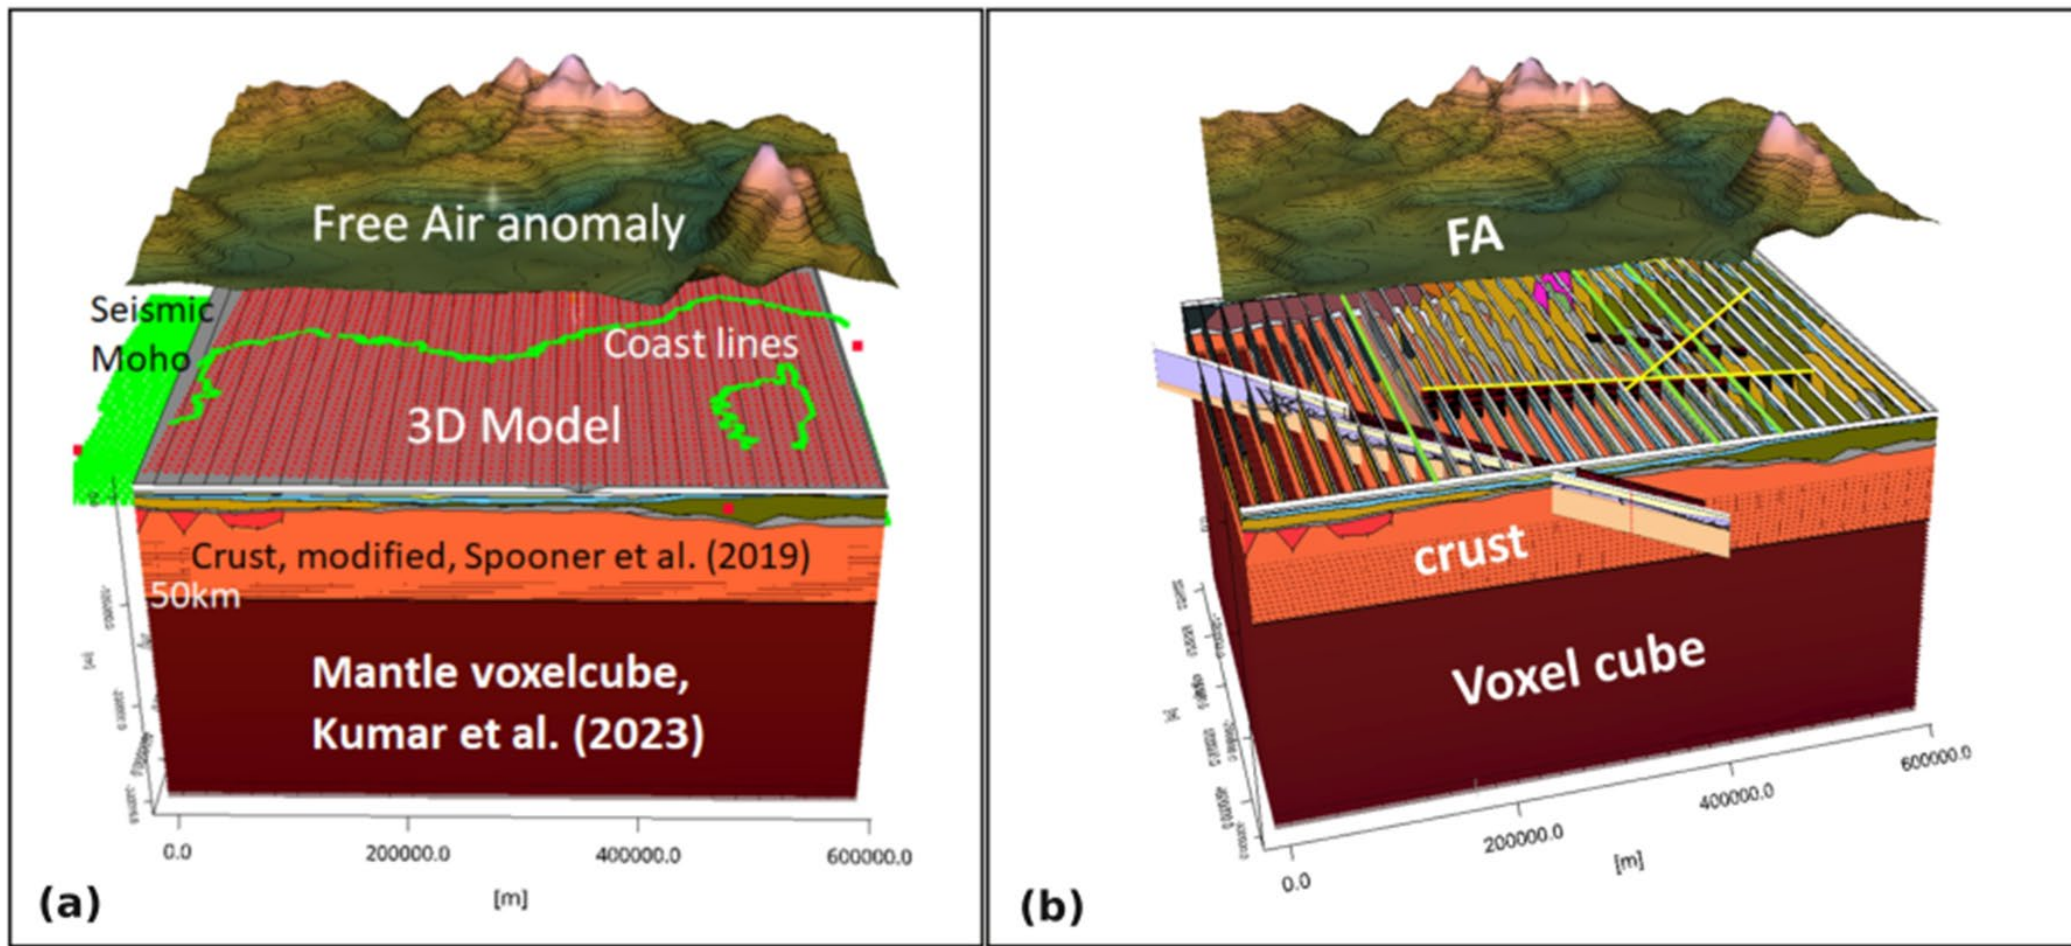 Free Air anomaly
Seismic
Moho
Coast lines
3D Model
Crust, modified, Spooner et al. (2019)
50km
Mantle voxelcube,
Kumar et al. (2023)
0.0
200000.0
400000.0
600000.0
[m]
(a)
FA
crust
Voxel cube
600000.0
400000.0
200000.0
[m]
0.0
(b)